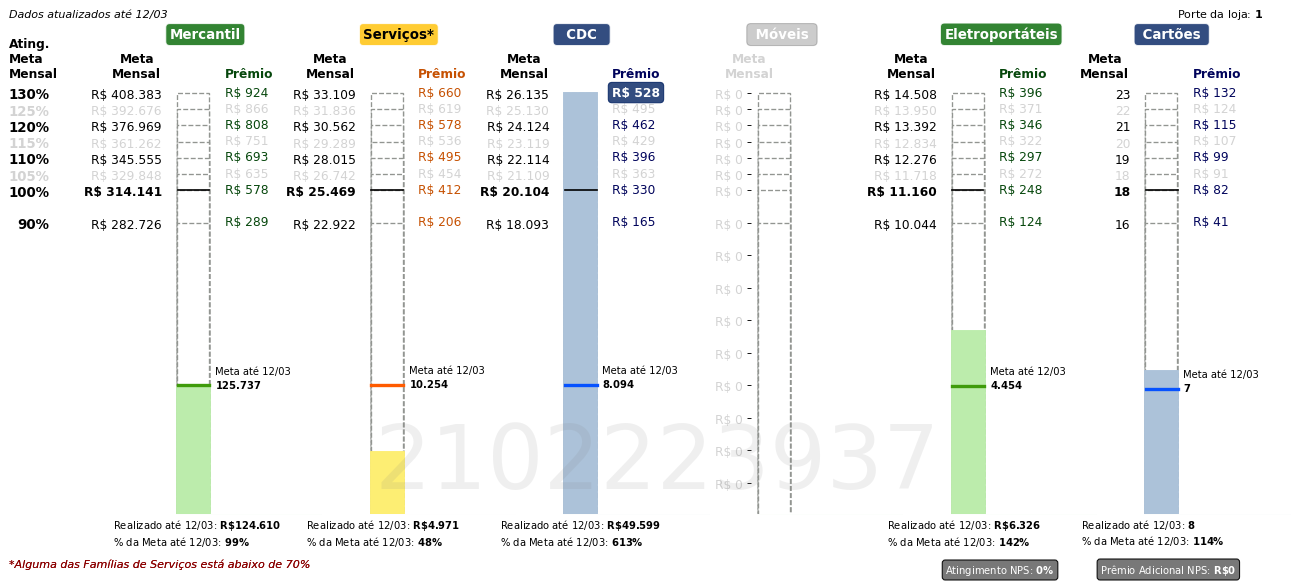 Dados atualizados até 12/03
Porte da loja: 1
Mercantil Serviços* CDC Móveis Eletroportáteis Cartões
Ating. Meta Mensal
Meta Mensal Prêmio Meta Mensal Prêmio Meta Mensal Prêmio Meta Mensal Meta Mensal Prêmio Meta Mensal Prêmio
130% R$ 408.383 R$ 924 R$ 33.109 R$ 660 R$ 26.135 R$ 528 R$ 0 R$ 14.508 R$ 396 23 R$ 132
125% R$ 392.676 R$ 866 R$ 31.836 R$ 619 R$ 25.130 R$ 495 R$ 0 R$ 13.950 R$ 371 22 R$ 124
120% R$ 376.969 R$ 808 R$ 30.562 R$ 578 R$ 24.124 R$ 462 R$ 0 R$ 13.392 R$ 346 21 R$ 115
115% R$ 361.262 R$ 751 R$ 29.289 R$ 536 R$ 23.119 R$ 429 R$ 0 R$ 12.834 R$ 322 20 R$ 107
110% R$ 345.555 R$ 693 R$ 28.015 R$ 495 R$ 22.114 R$ 396 R$ 0 R$ 12.276 R$ 297 19 R$ 99
105% R$ 329.848 R$ 635 R$ 26.742 R$ 454 R$ 21.109 R$ 363 R$ 0 R$ 11.718 R$ 272 18 R$ 91
100% R$ 314.141 R$ 578 R$ 25.469 R$ 412 R$ 20.104 R$ 330 R$ 0 R$ 11.160 R$ 248 18 R$ 82
90% R$ 282.726 R$ 289 R$ 22.922 R$ 206 R$ 18.093 R$ 165 R$ 0 R$ 10.044 R$ 124 16 R$ 41
R$ 0
R$ 0
R$ 0
R$ 0
Meta até 12/03 Meta até 12/03 Meta até 12/03 Meta até 12/03 Meta até 12/03
125.737 10.254 8.094 R$ 0 4.454 7
R$ 0
R$ 0
R$ 0
2102223937
Realizado até 12/03: R$124.610 Realizado até 12/03: R$4.971 Realizado até 12/03: R$49.599 Realizado até 12/03: R$6.326 Realizado até 12/03: 8
% da Meta até 12/03: 99% % da Meta até 12/03: 48% % da Meta até 12/03: 613% % da Meta até 12/03: 142% % da Meta até 12/03: 114%
*Alguma das Famílias de Serviços está abaixo de 70%
Atingimento NPS: 0% Prêmio Adicional NPS: R$0